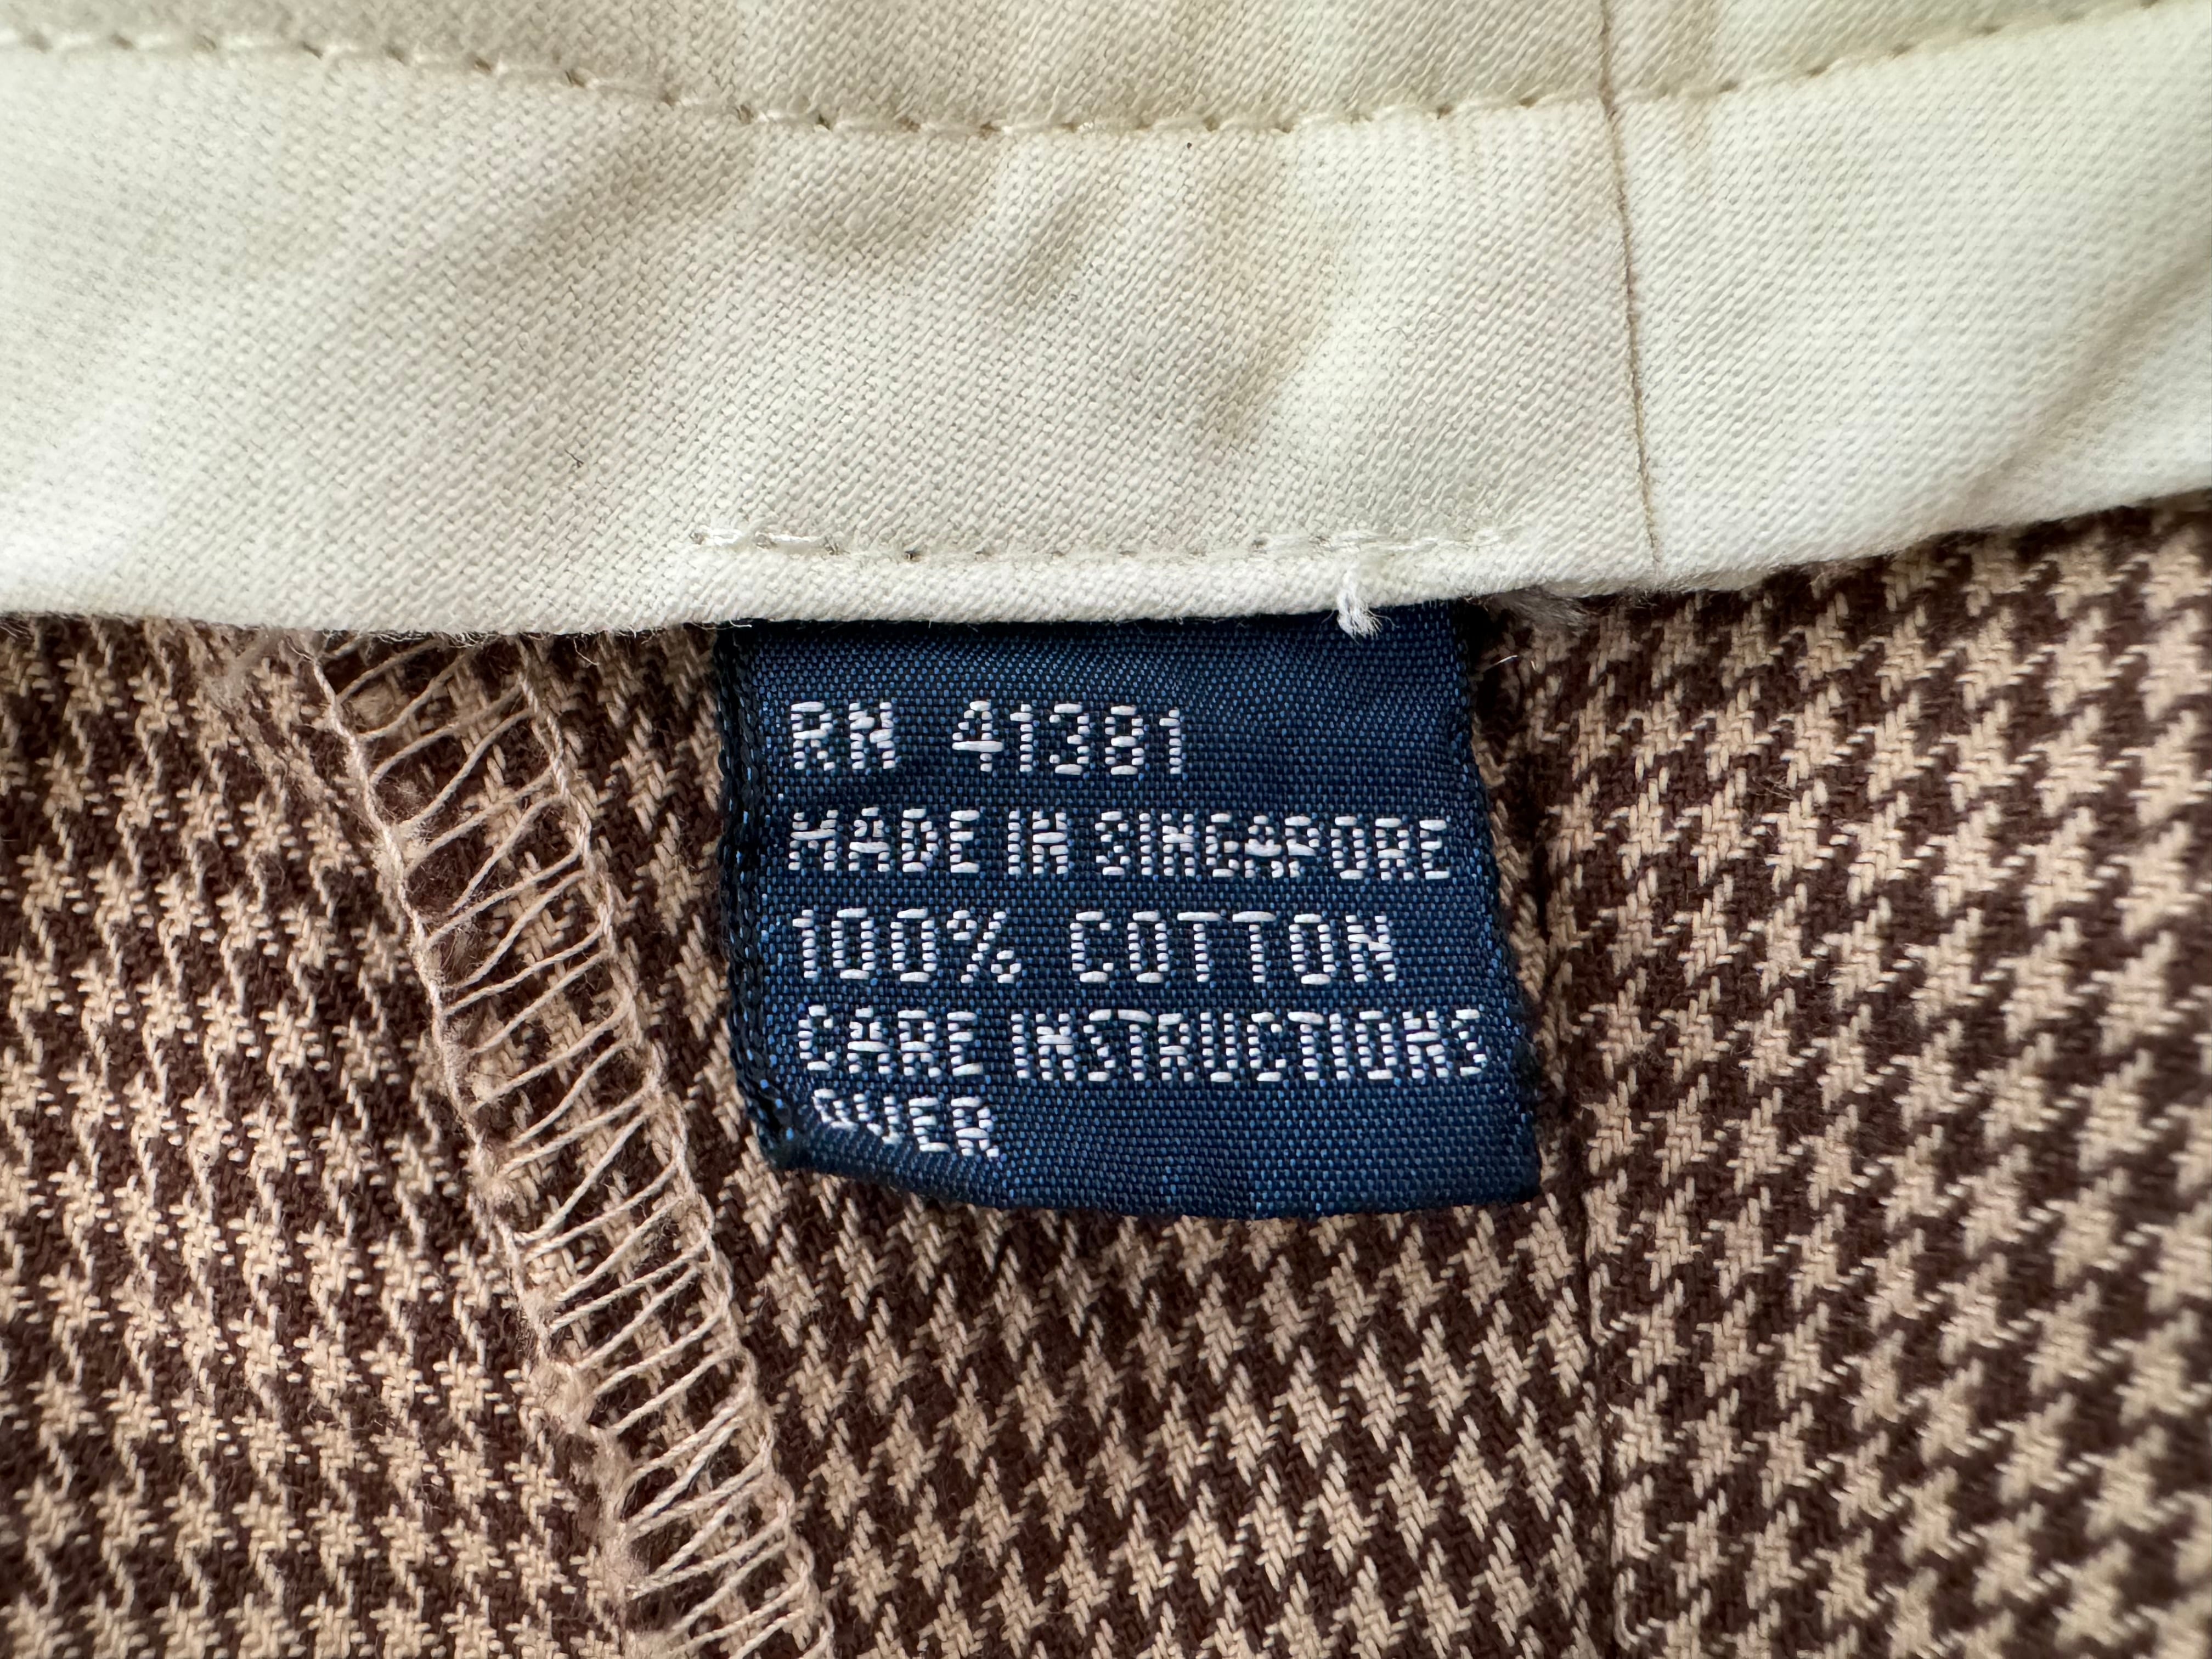 RN 41381
MADE IN SINGAPORE
100% COTTON
CARE INSTRUCTIONS
OVER